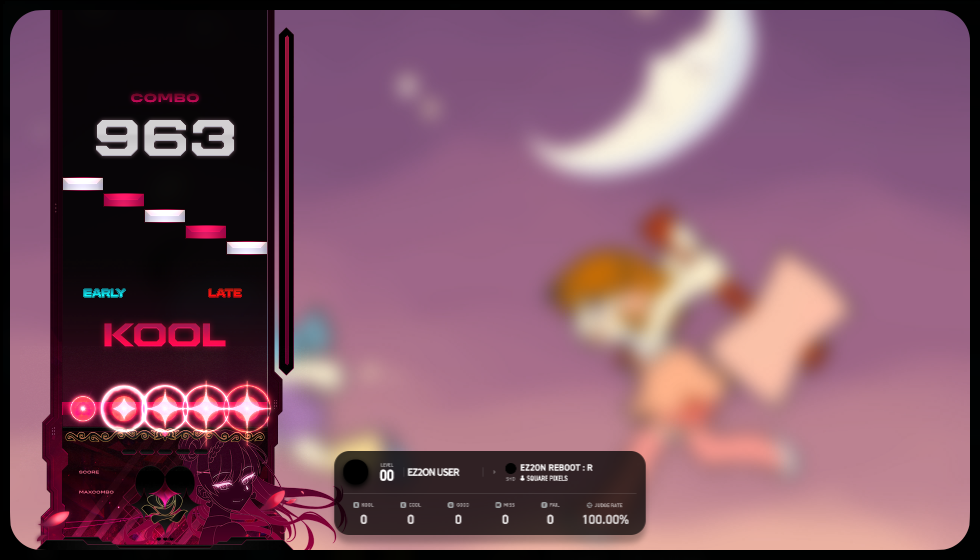 COMBO
963
EARLY LATE
KOOL
SCORE
MAXCOMBO
LEVEL
00
EZ2ON USER
EZ2ON REBOOT : R
SQUARE PIXELS
KOOL COOL GOOD MISS FAIL JUDGE RATE
0 0 0 0 0 100.00%